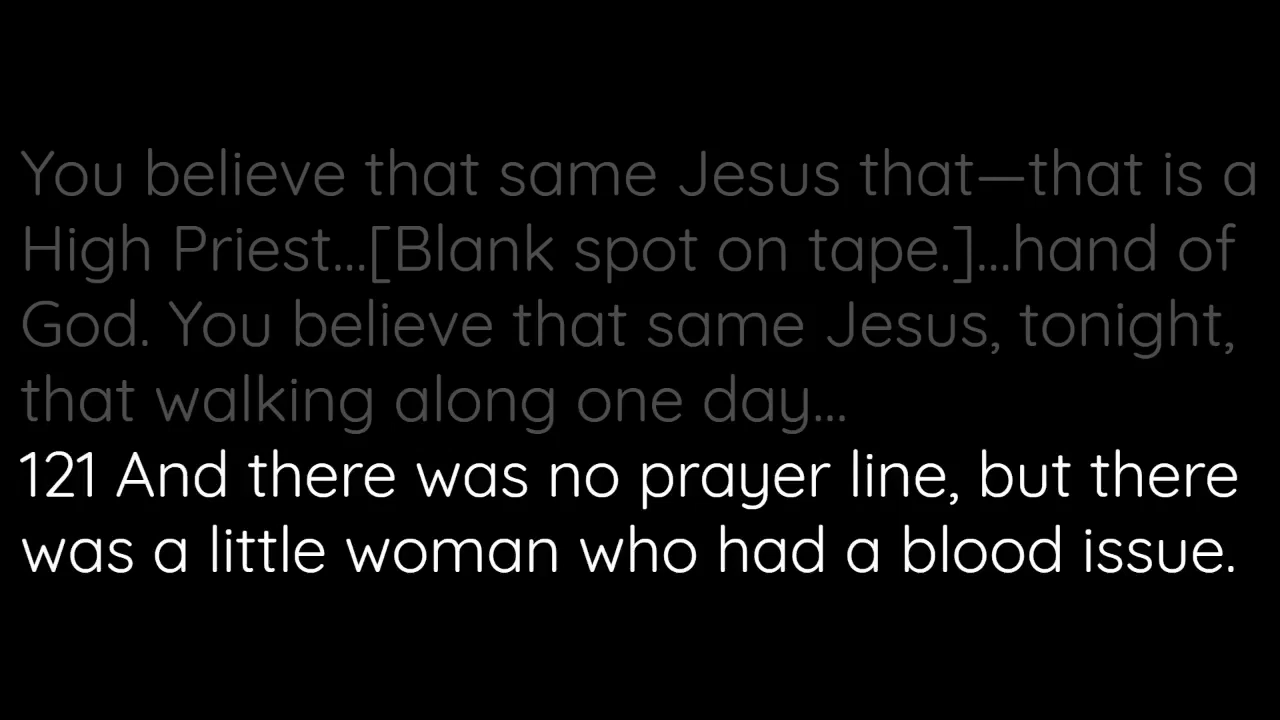 You believe that same Jesus that—that is a
High Priest...[Blank spot on tape.]...hand of
God. You believe that same Jesus, tonight,
that walking along one day...
121 And there was no prayer line, but there
was a little woman who had a blood issue.